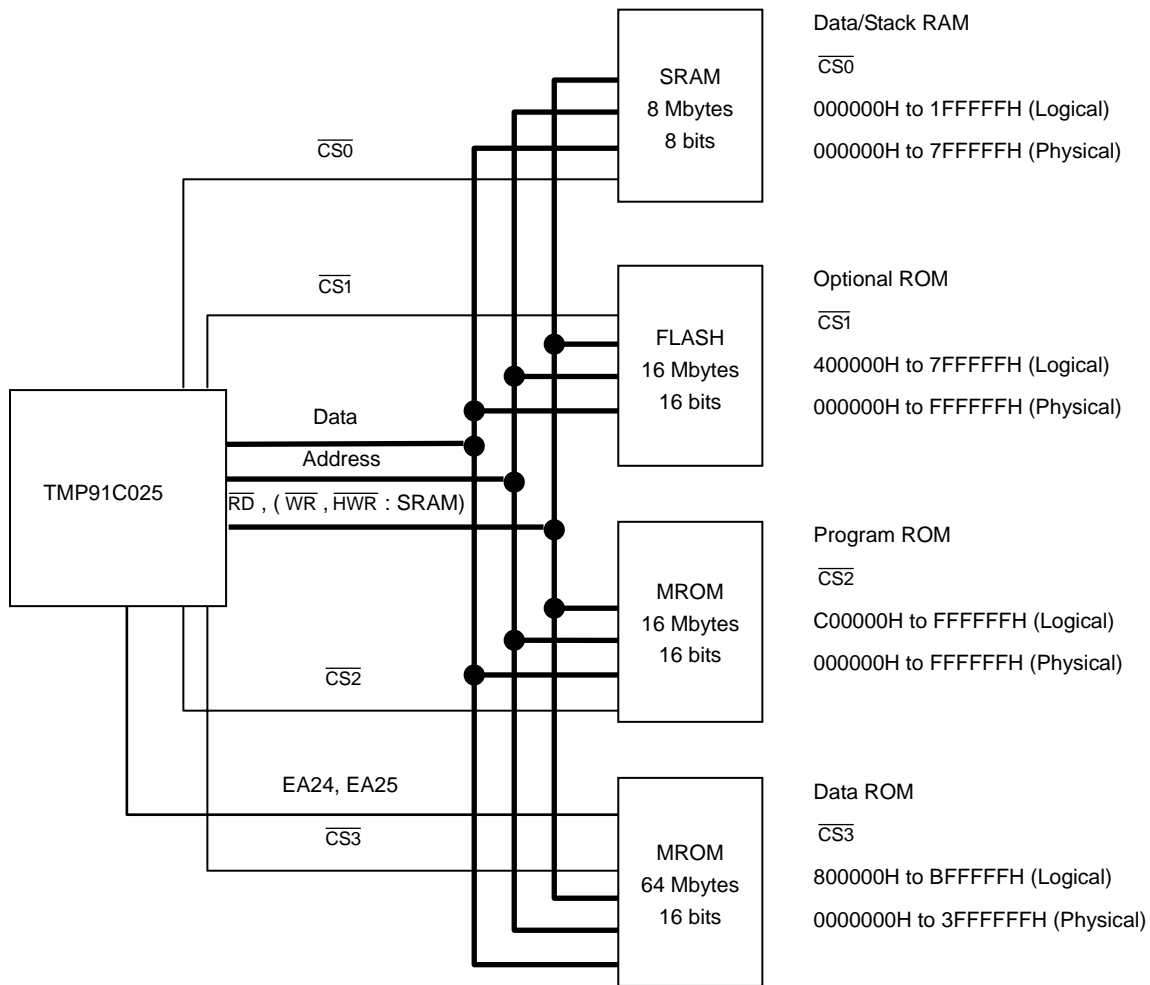 Data/Stack RAM
SRAM
8 Mbytes
8 bits
CS0
000000H to 1FFFFFH (Logical)
000000H to 7FFFFFH (Physical)
CS0
Optional ROM
CS1
FLASH
16 Mbytes
16 bits
CS1
400000H to 7FFFFFH (Logical)
000000H to FFFFFFH (Physical)
TMP91C025
Data
Address
RD , ( WR , HWR : SRAM)
Program ROM
MROM
16 Mbytes
16 bits
CS2
C00000H to FFFFFFH (Logical)
000000H to FFFFFFH (Physical)
CS2
EA24, EA25
CS3
Data ROM
MROM
64 Mbytes
16 bits
CS3
800000H to BFFFFFH (Logical)
0000000H to 3FFFFFFH (Physical)